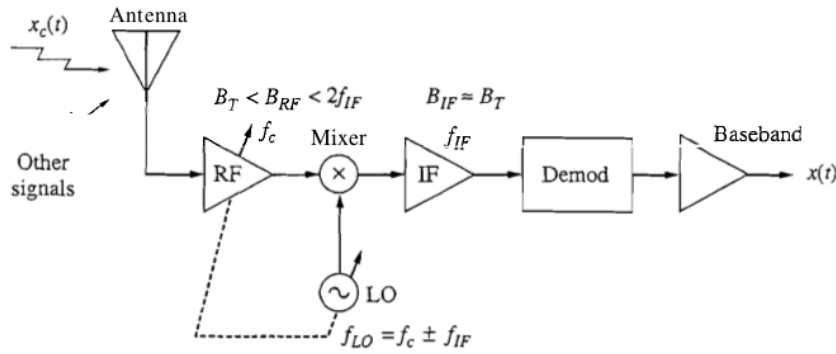 Antenna
x_c(t)
B_T < B_RF < 2f_IF
B_IF ≈ B_T
f_c
Mixer
f_IF
Baseband
Other
signals
RF
×
IF
Demod
x(t)
~
LO
f_LO = f_c ± f_IF